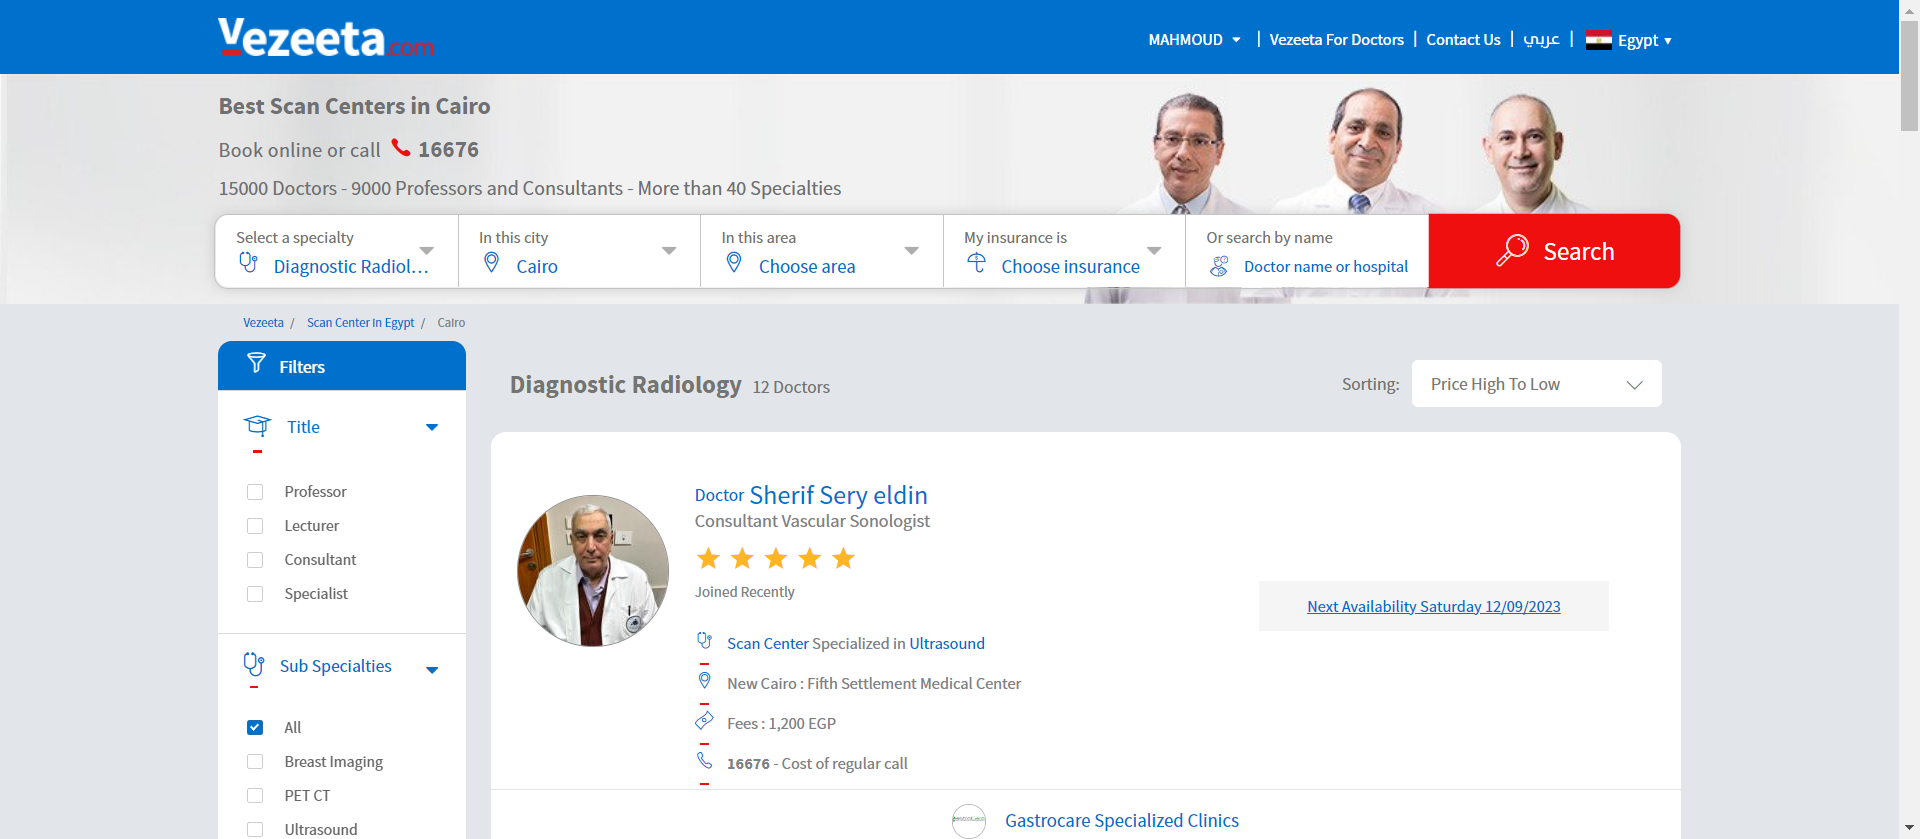 Vezeeta.com
MAHMOUD
Vezeeta For Doctors
Contact Us
عربي
Egypt
Best Scan Centers in Cairo
Book online or call 16676
15000 Doctors - 9000 Professors and Consultants - More than 40 Specialties
Select a specialty
Diagnostic Radiol...
In this city
Cairo
In this area
Choose area
My insurance is
Choose insurance
Or search by name
Doctor name or hospital
Search
Vezeeta / Scan Center in Egypt / Cairo
Filters
Title
Professor
Lecturer
Consultant
Specialist
Sub Specialties
All
Breast Imaging
PET CT
Ultrasound
Diagnostic Radiology 12 Doctors
Sorting: Price High To Low
Doctor Sherif Sery eldin
Consultant Vascular Sonologist
Joined Recently
Scan Center Specialized in Ultrasound
New Cairo : Fifth Settlement Medical Center
Fees : 1,200 EGP
16676 - Cost of regular call
Next Availability Saturday 12/09/2023
Gastrocare Specialized Clinics